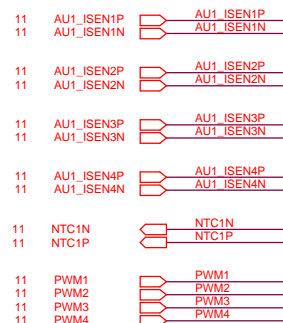 11 AU1_ISEN1P AU1_ISEN1P
11 AU1_ISEN1N AU1_ISEN1N
11 AU1_ISEN2P AU1_ISEN2P
11 AU1_ISEN2N AU1_ISEN2N
11 AU1_ISEN3P AU1_ISEN3P
11 AU1_ISEN3N AU1_ISEN3N
11 AU1_ISEN4P AU1_ISEN4P
11 AU1_ISEN4N AU1_ISEN4N
11 NTC1N NTC1N
11 NTC1P NTC1P
11 PWM1 PWM1
11 PWM2 PWM2
11 PWM3 PWM3
11 PWM4 PWM4